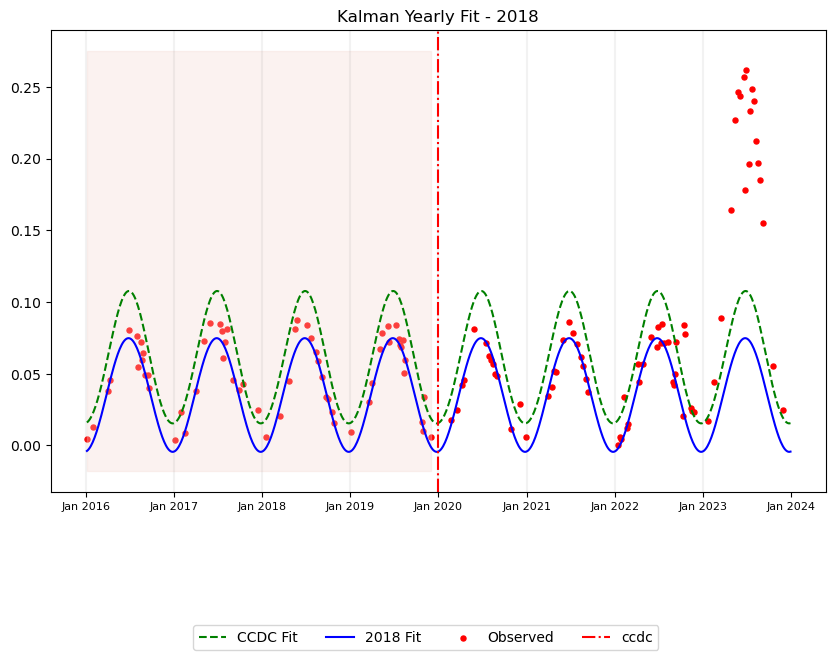 Kalman Yearly Fit - 2018
0.25
0.20
0.15
0.10
0.05
0.00
Jan 2016 Jan 2017 Jan 2018 Jan 2019 Jan 2020 Jan 2021 Jan 2022 Jan 2023 Jan 2024
CCDC Fit 2018 Fit Observed ccdc